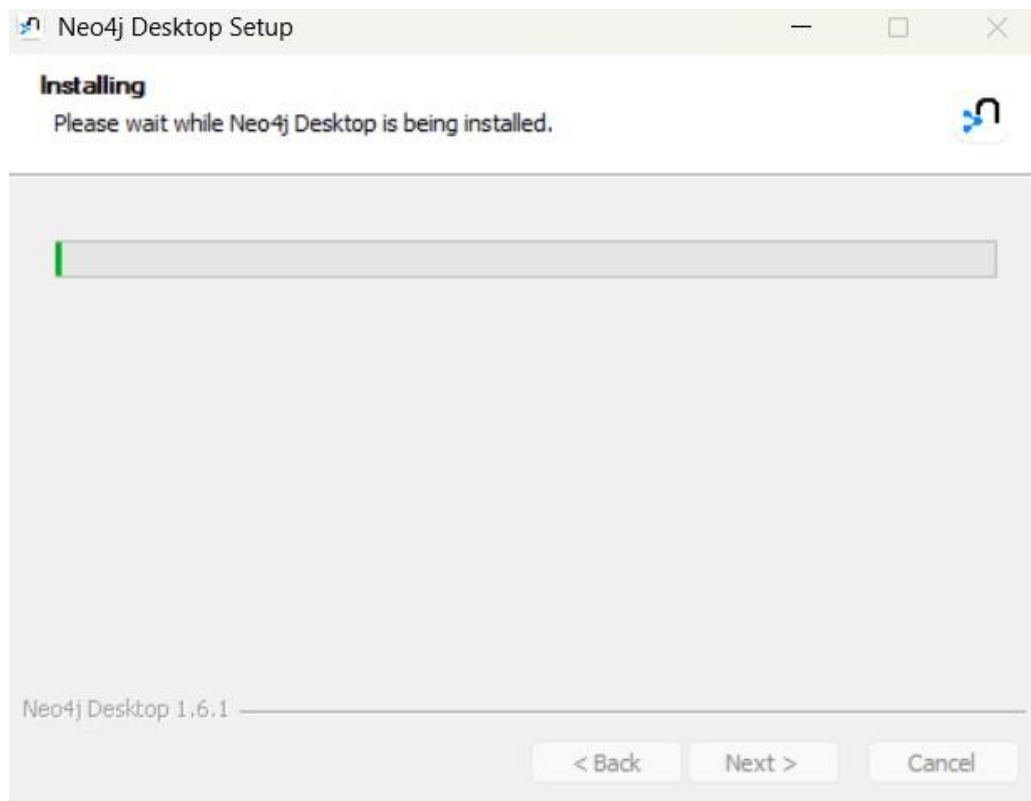 Neo4j Desktop Setup
Installing
Please wait while Neo4j Desktop is being installed.
Neo4j Desktop 1.6.1
< Back Next > Cancel